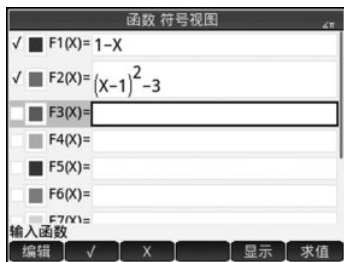 函数 符号视图
∡π
√ F1(X)= 1-X
√ F2(X)= (X-1)²-3
F3(X)=
F4(X)=
F5(X)=
F6(X)=
F7(X)=
输入函数
编辑 √ X 显示 求值